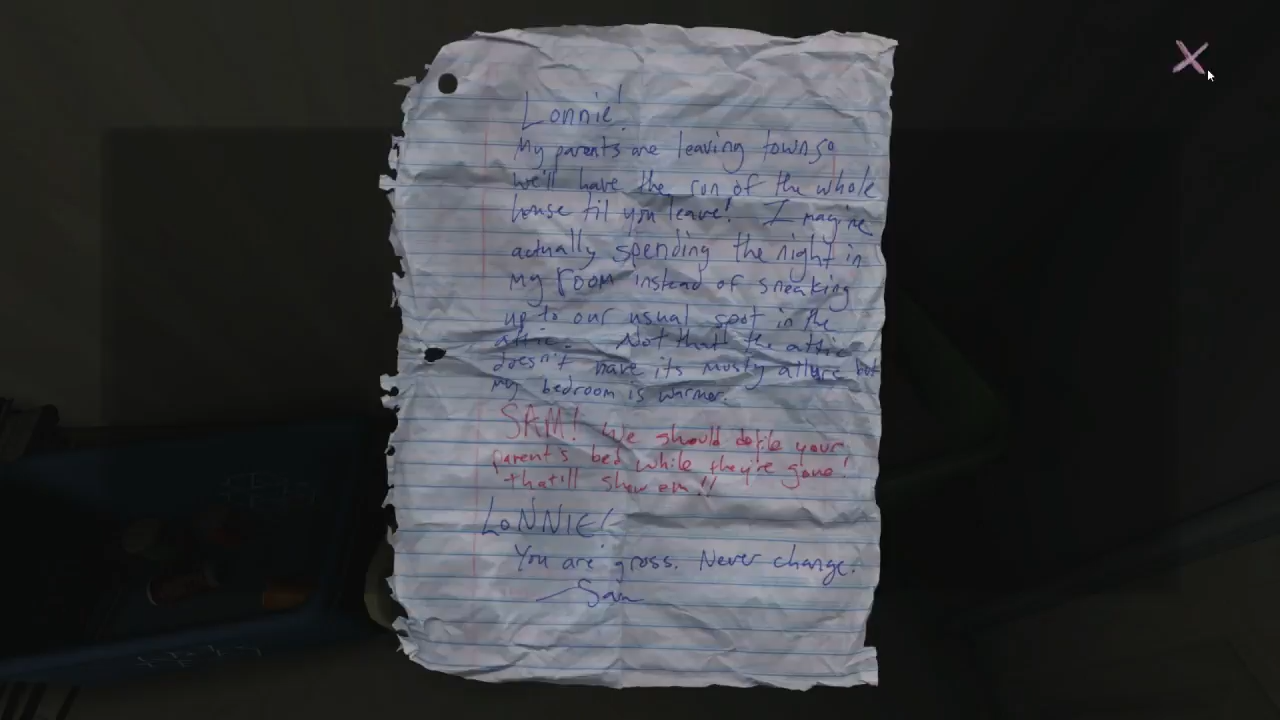 Lonnie!
My parents are leaving town so
we'll have the run of the whole
house til you leave! Imagine
actually spending the night in
my room instead of sneaking
up to our usual spot in the
attic. Not that the attic
doesn't have its musty allure but
my bedroom is warmer.
SAM! We should defile your
parent's bed while they're gone!
that'll show em!!
LONNIE!
You are gross. Never change.
—Sam